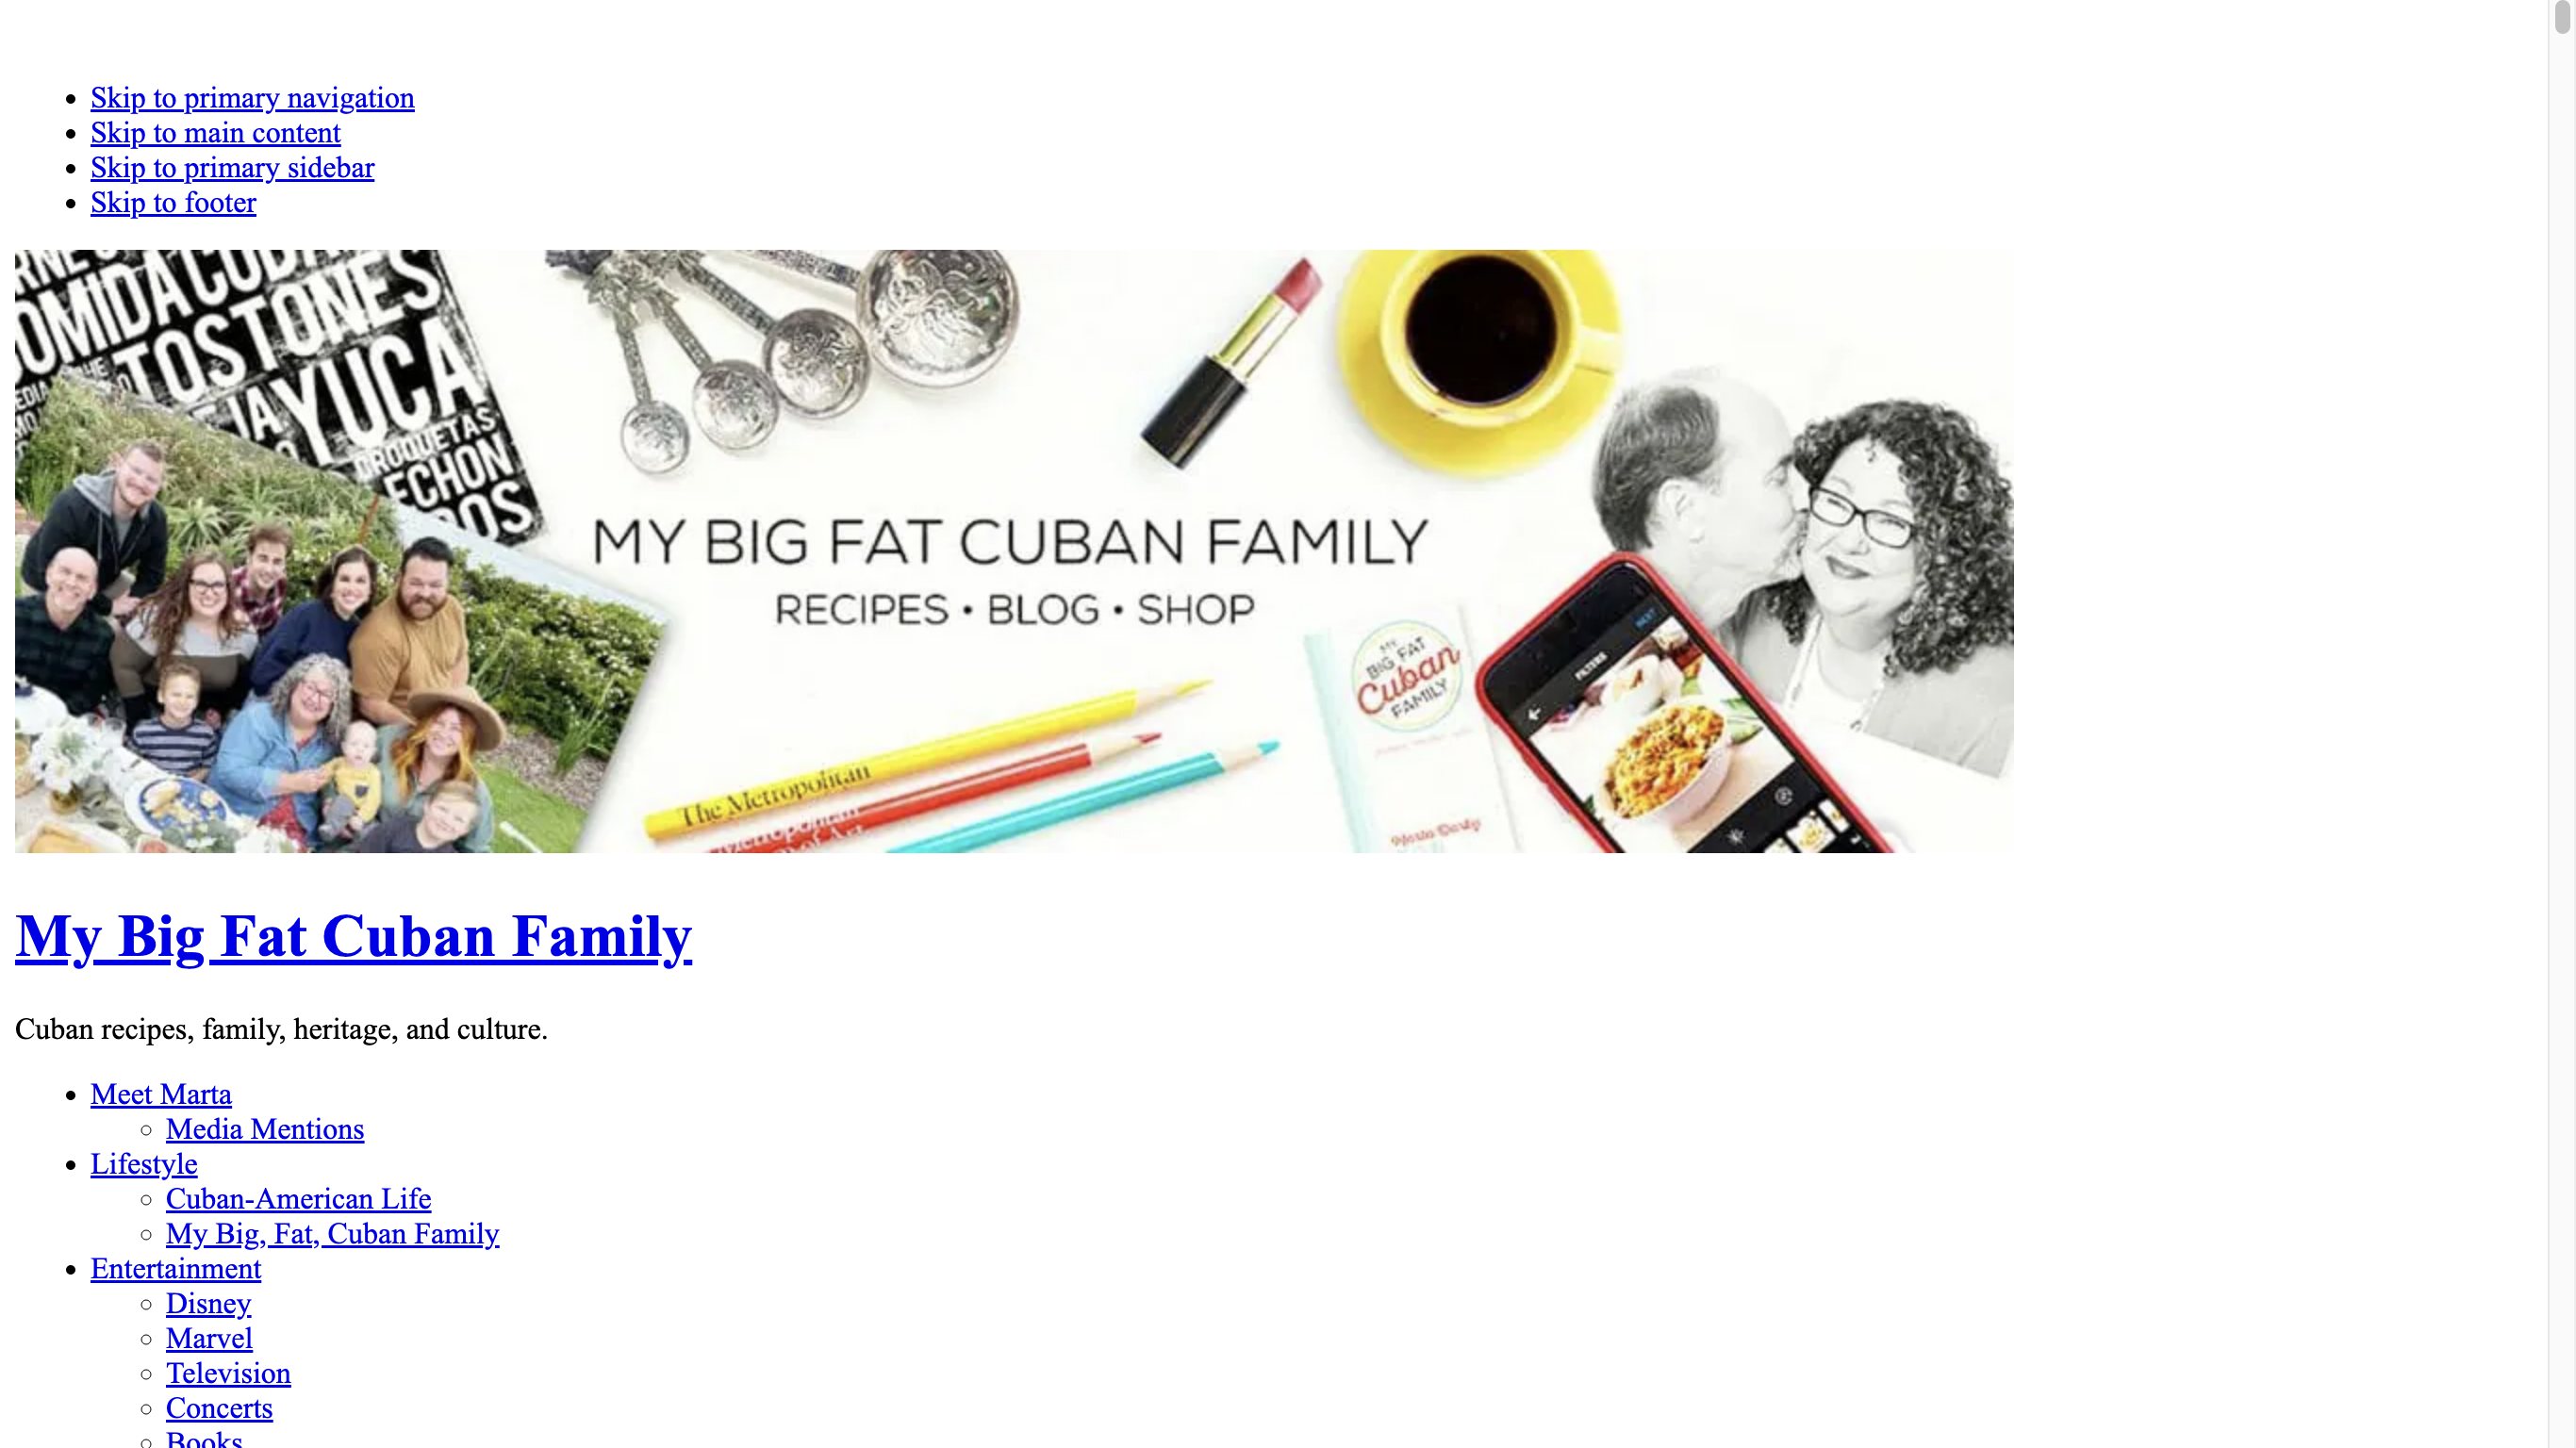 Skip to primary navigation
Skip to main content
Skip to primary sidebar
Skip to footer
TOSTONES
YUCA
CROQUETAS
MY BIG FAT CUBAN FAMILY
RECIPES • BLOG • SHOP
MY
BIG FAT
Cuban
FAMILY
NEXT
FILTERS
The Metropolitan
My Big Fat Cuban Family
Cuban recipes, family, heritage, and culture.
Meet Marta
Media Mentions
Lifestyle
Cuban-American Life
My Big, Fat, Cuban Family
Entertainment
Disney
Marvel
Television
Concerts
Books